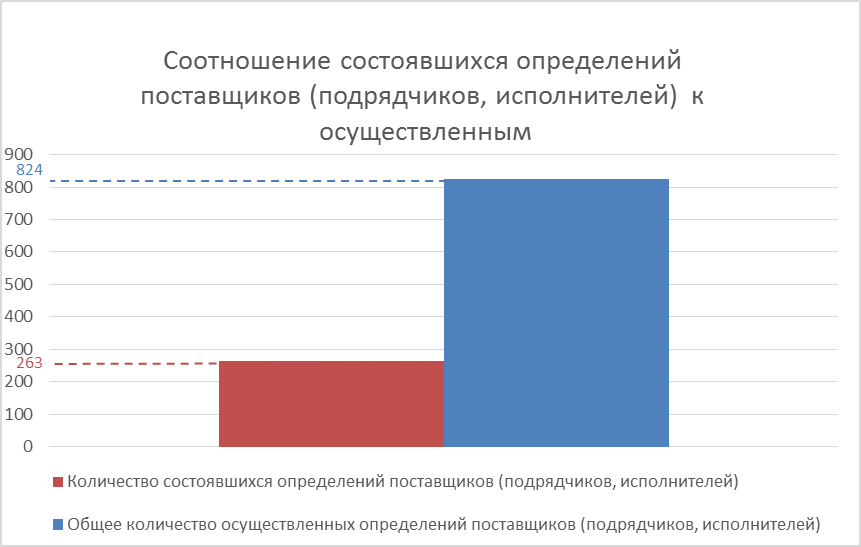 Соотношение состоявшихся определений
поставщиков (подрядчиков, исполнителей) к
осуществленным
900
824
800
700
600
500
400
300
263
200
100
0
Количество состоявшихся определений поставщиков (подрядчиков, исполнителей)
Общее количество осуществленных определений поставщиков (подрядчиков, исполнителей)